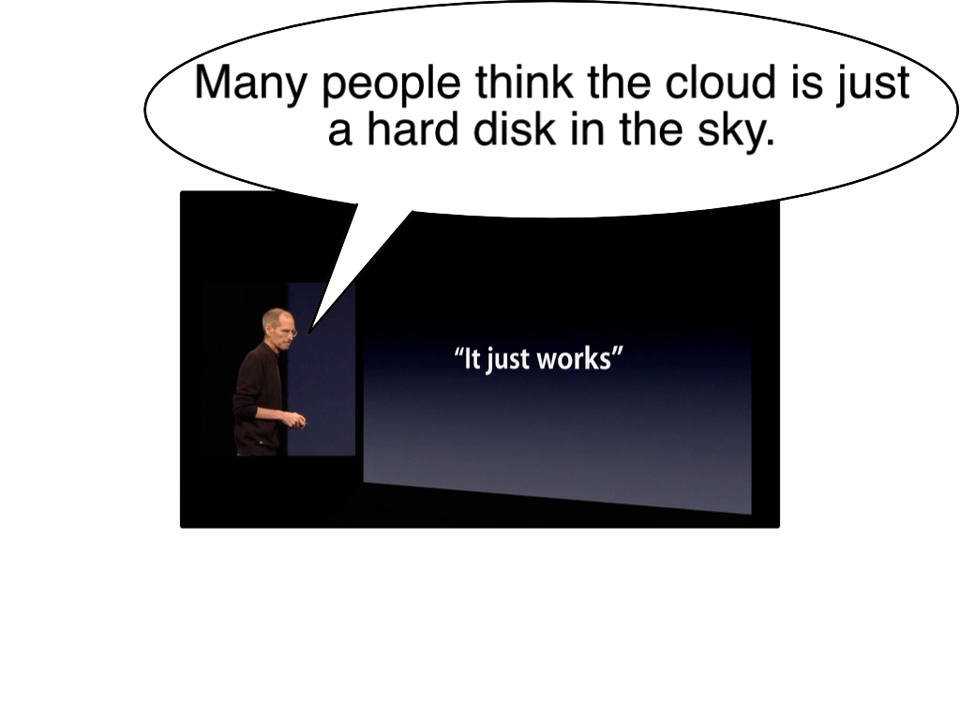 Many people think the cloud is just
a hard disk in the sky.
“It just works”